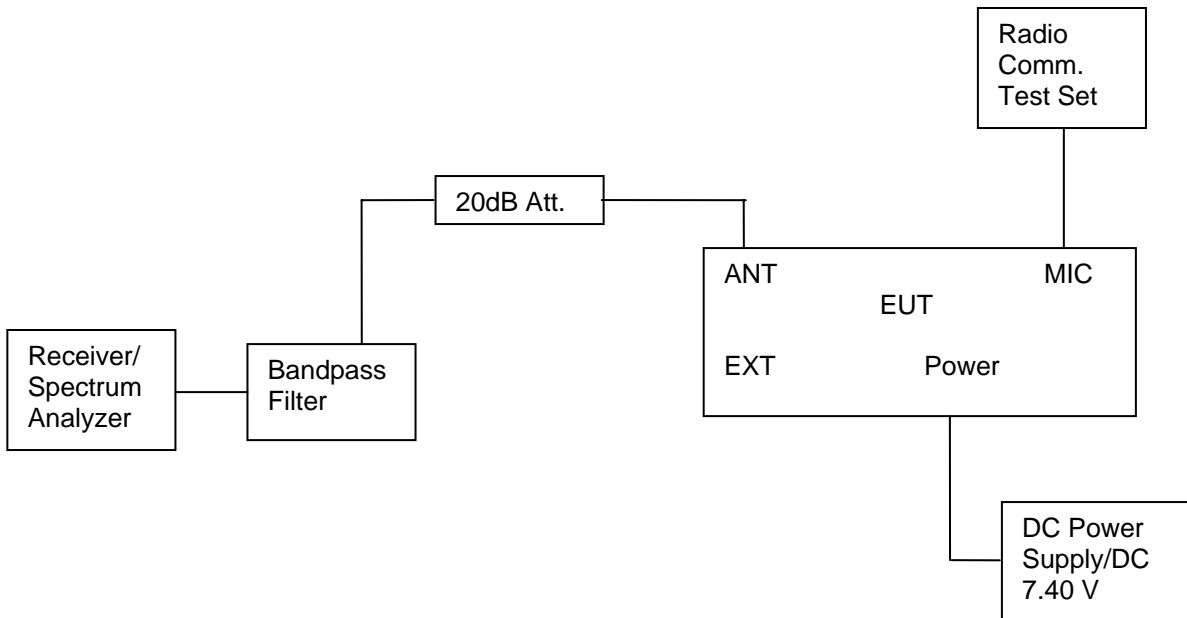 Radio
Comm.
Test Set
20dB Att.
ANT
MIC
EUT
EXT
Power
Receiver/
Spectrum
Analyzer
Bandpass
Filter
DC Power
Supply/DC
7.40 V